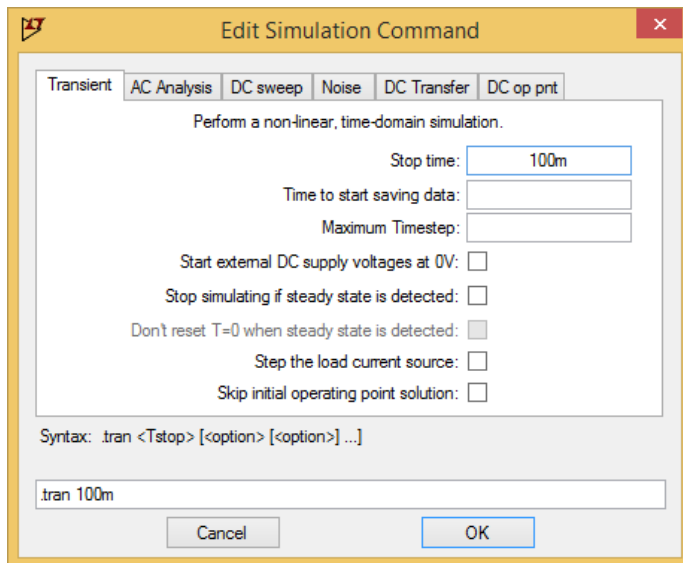 Edit Simulation Command
Transient AC Analysis DC sweep Noise DC Transfer DC op pnt
Perform a non-linear, time-domain simulation.
Stop time: 100m
Time to start saving data:
Maximum Timestep:
Start external DC supply voltages at 0V:
Stop simulating if steady state is detected:
Don't reset T=0 when steady state is detected:
Step the load current source:
Skip initial operating point solution:
Syntax: .tran <Tstop> [<option> [<option>] ...]
.tran 100m
Cancel OK